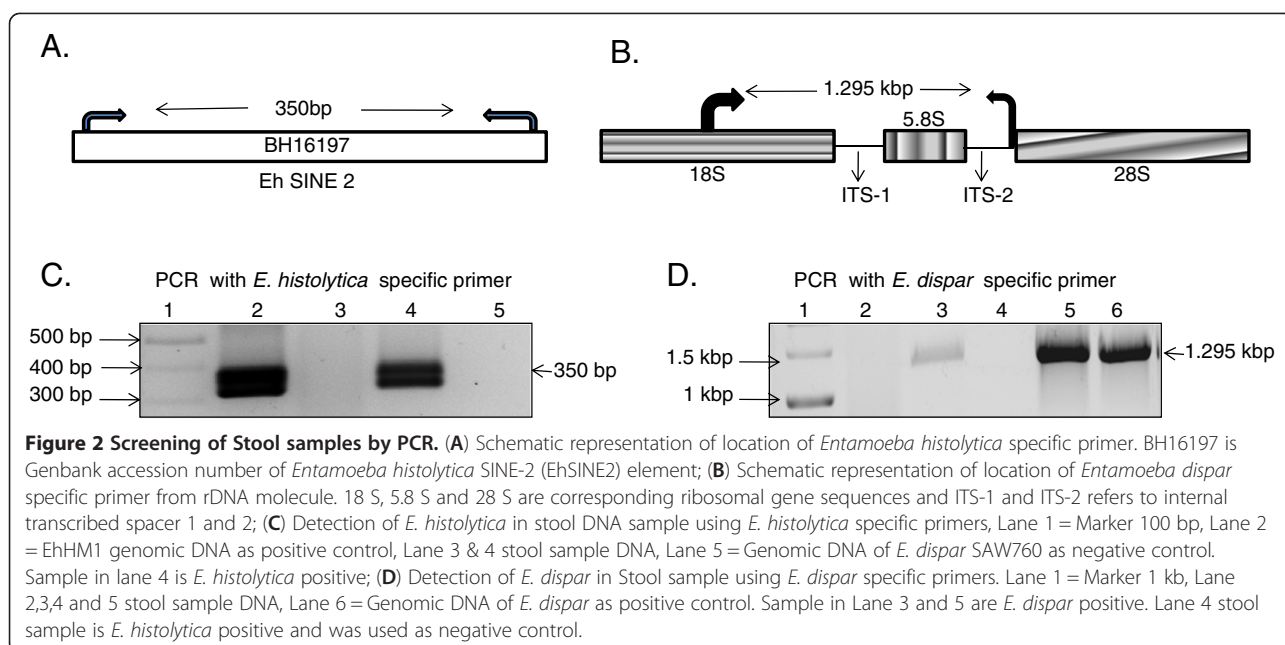 A.
350bp
BH16197
Eh SINE 2
B.
1.295 kbp
5.8S
18S
28S
ITS-1
ITS-2
C.
PCR with E. histolytica specific primer
1 2 3 4 5
500 bp
400 bp
300 bp
350 bp
D.
PCR with E. dispar specific primer
1 2 3 4 5 6
1.5 kbp
1 kbp
1.295 kbp
Figure 2 Screening of Stool samples by PCR. (A) Schematic representation of location of Entamoeba histolytica specific primer. BH16197 is
Genbank accession number of Entamoeba histolytica SINE-2 (EhSINE2) element; (B) Schematic representation of location of Entamoeba dispar
specific primer from rDNA molecule. 18 S, 5.8 S and 28 S are corresponding ribosomal gene sequences and ITS-1 and ITS-2 refers to internal
transcribed spacer 1 and 2; (C) Detection of E. histolytica in stool DNA sample using E. histolytica specific primers, Lane 1 = Marker 100 bp, Lane 2
= EhHM1 genomic DNA as positive control, Lane 3 & 4 stool sample DNA, Lane 5 = Genomic DNA of E. dispar SAW760 as negative control.
Sample in lane 4 is E. histolytica positive; (D) Detection of E. dispar in Stool sample using E. dispar specific primers. Lane 1 = Marker 1 kb, Lane
2,3,4 and 5 stool sample DNA, Lane 6 = Genomic DNA of E. dispar as positive control. Sample in Lane 3 and 5 are E. dispar positive. Lane 4 stool
sample is E. histolytica positive and was used as negative control.